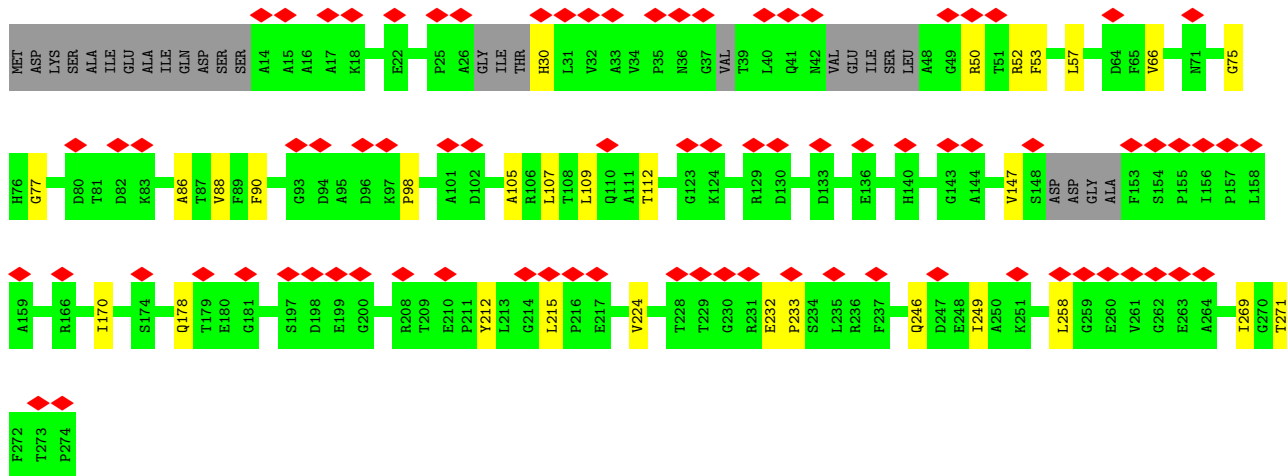 MET ASP LYS SER ALA ILE GLU ALA ILE GLN ASP SER SER A14 A15 A16 A17 K18 E22 P25 A26 GLY ILE THR H30 L31 V32 A33 V34 P35 N36 G37 VAL T39 L40 Q41 N42 VAL GLU ILE SER LEU A48 G49 R50 T51 R52 F53 L57 D64 F65 V66 N71 G75
H76 G77 D80 T81 D82 K83 A86 T87 V88 F89 F90 G93 D94 A95 D96 K97 P98 A101 D102 A105 R106 L107 T108 L109 Q110 A111 T112 G123 K124 R129 D130 D133 E136 H140 G143 A144 V147 S148 ASP ASP GLY ALA F153 S154 P155 I156 P157 L158
A159 R166 I170 S174 Q178 T179 E180 G181 S197 D198 E199 G200 R208 T209 E210 P211 Y212 L213 G214 L215 P216 E217 V224 T228 T229 G230 R231 E232 P233 S234 L235 R236 F237 Q246 D247 E248 I249 A250 K251 L258 G259 E260 V261 G262 E263 A264 I269 G270 T271
F272 T273 P274